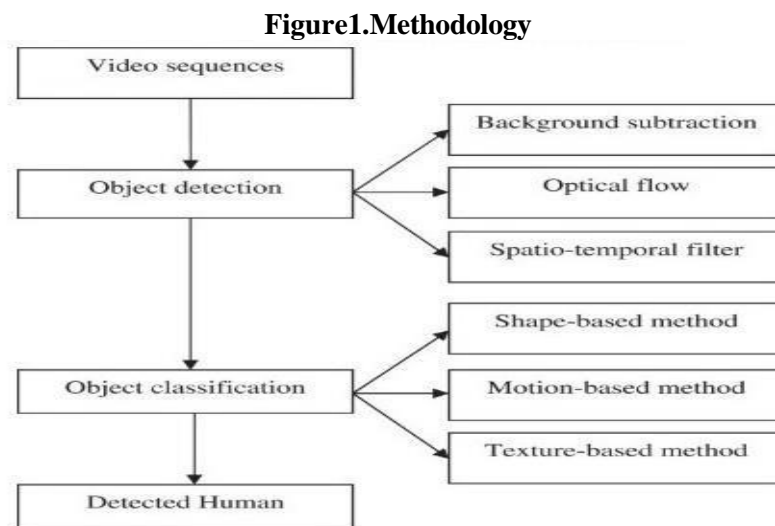 Figure1.Methodology
Video sequences
Background subtraction
Object detection
Optical flow
Spatio-temporal filter
Shape-based method
Object classification
Motion-based method
Texture-based method
Detected Human